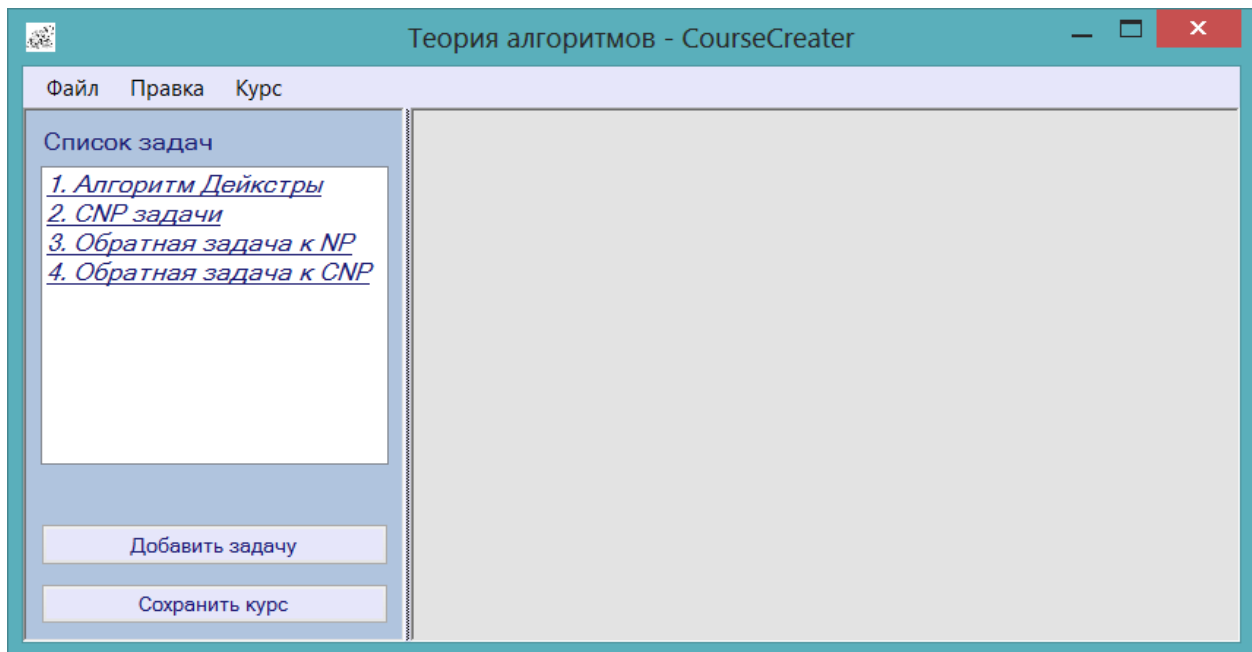 Теория алгоритмов - CourseCreater
Файл Правка Курс
Список задач
1. Алгоритм Дейкстры
2. CNP задачи
3. Обратная задача к NP
4. Обратная задача к CNP
Добавить задачу
Сохранить курс